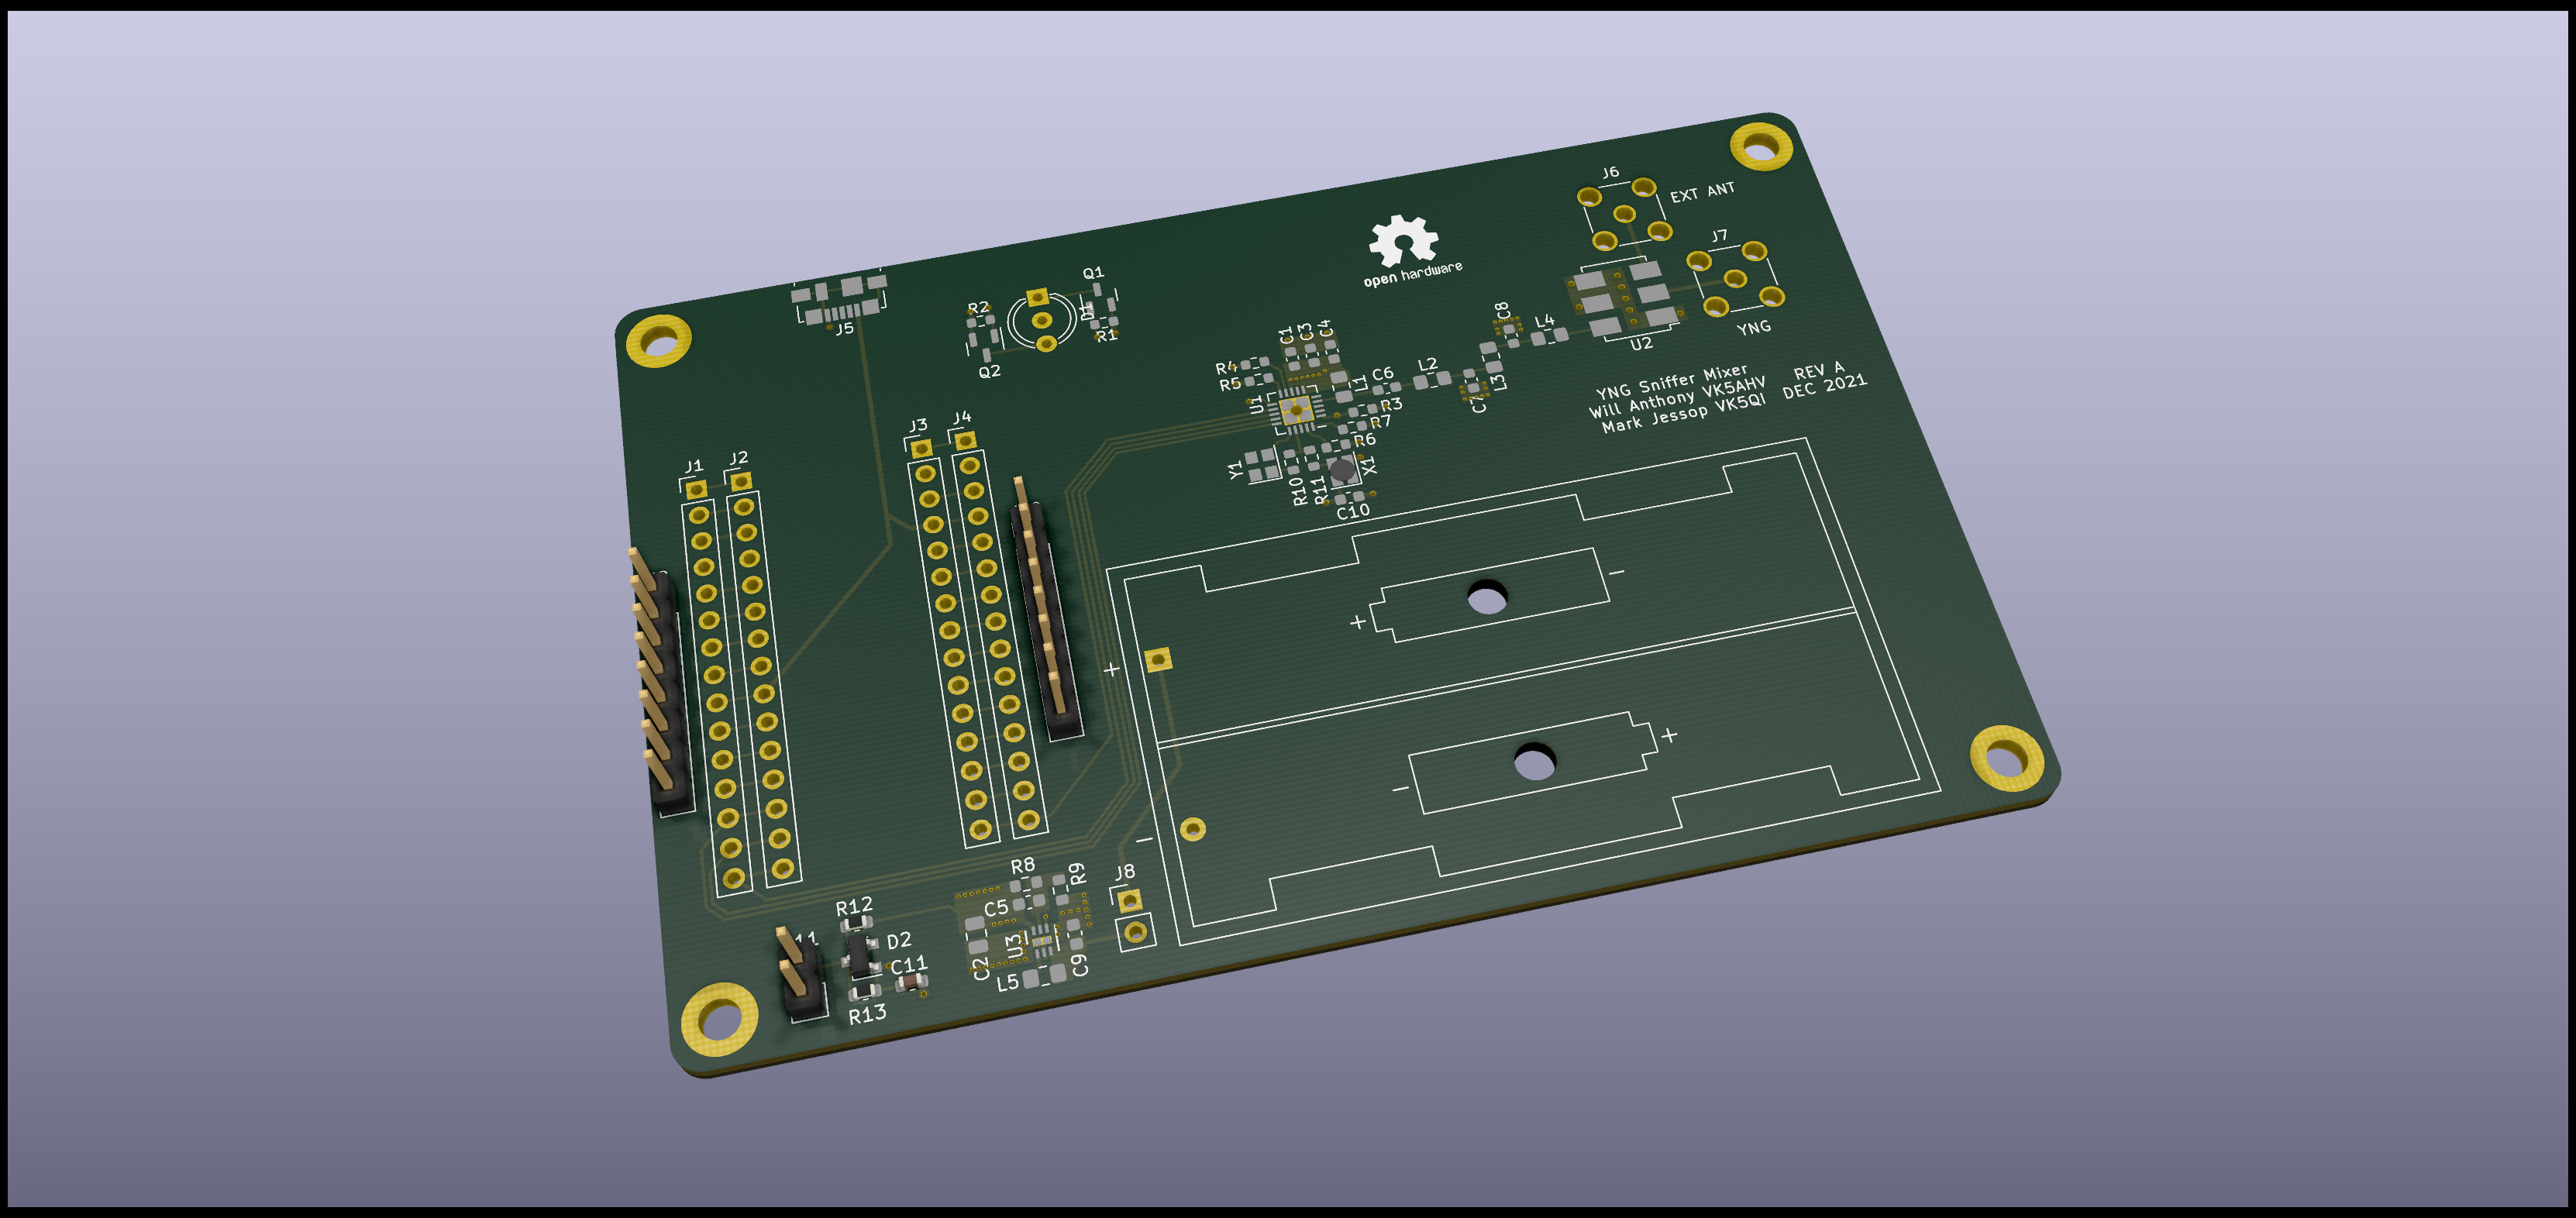 J6
EXT ANT
J7
YNG
U2
open hardware
Q1
D1
R1
R2
Q2
J5
C8
L4
C1
C3
C4
R4
R5
U1
L1
C6
L2
C7
L3
R3
R7
R6
Y1
R10
R11
X1
C10
YNG Sniffer Mixer REV A
Will Anthony VK5AHV DEC 2021
Mark Jessop VK5QI
J3
J4
J1
J2
+
-
+
-
-
+
R8
R9
J8
C5
U3
C2
L5
C9
R12
D2
C11
R13